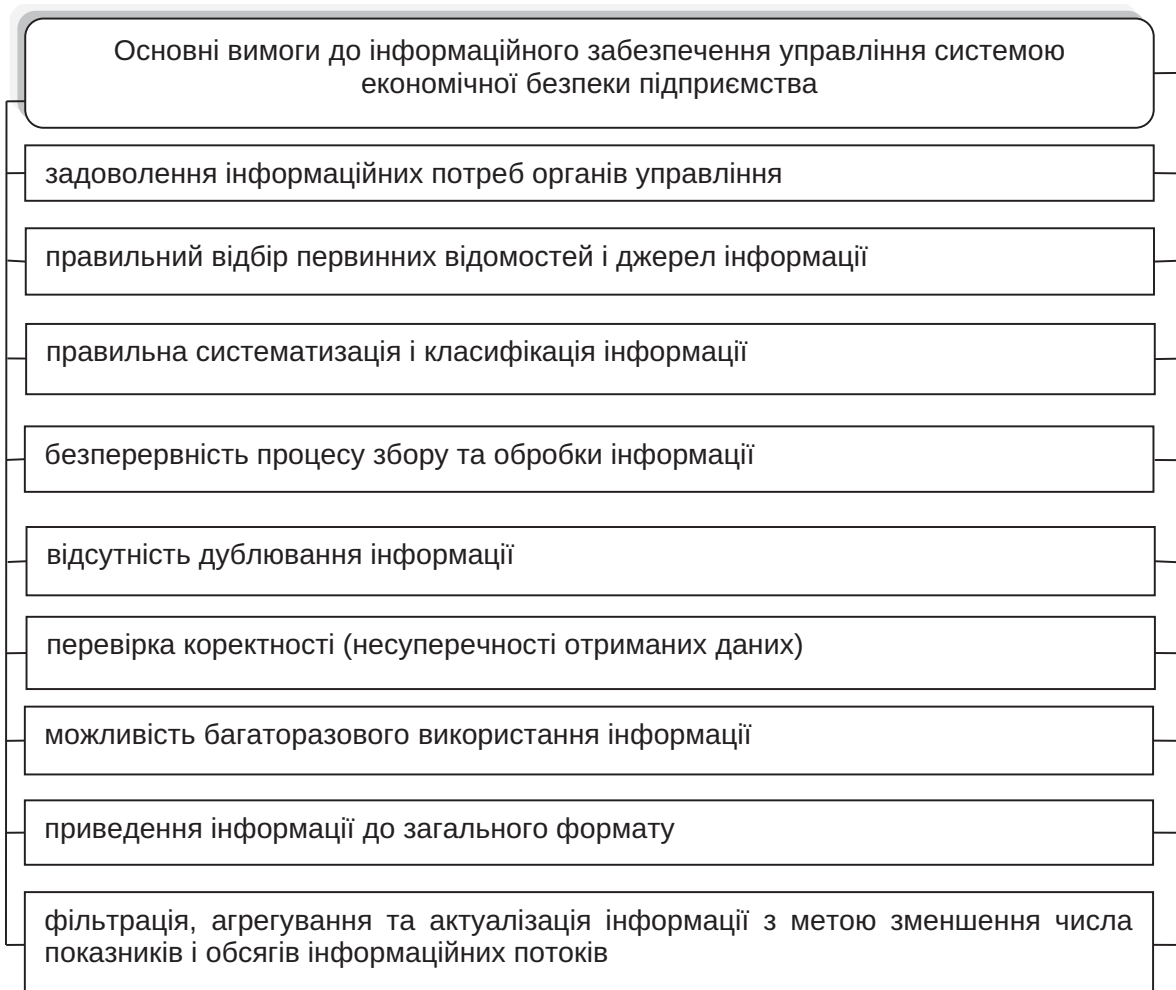 Основні вимоги до інформаційного забезпечення управління системою
економічної безпеки підприємства
задоволення інформаційних потреб органів управління
правильний відбір первинних відомостей і джерел інформації
правильна систематизація і класифікація інформації
безперервність процесу збору та обробки інформації
відсутність дублювання інформації
перевірка коректності (несуперечності отриманих даних)
можливість багаторазового використання інформації
приведення інформації до загального формату
фільтрація, агрегування та актуалізація інформації з метою зменшення числа
показників і обсягів інформаційних потоків